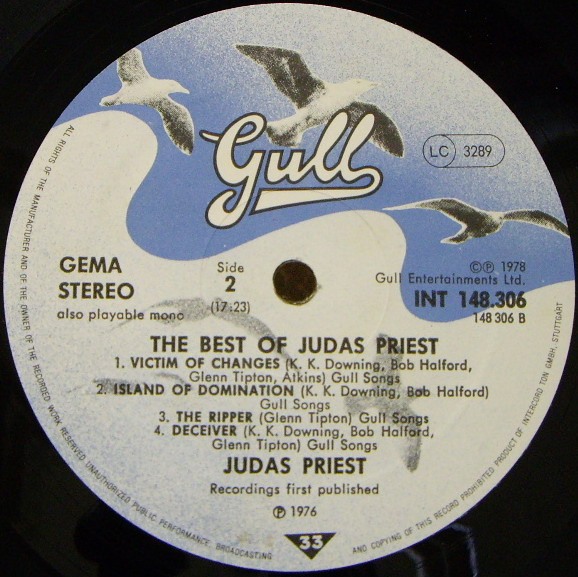 Gull
LC 3289
GEMA
STEREO
also playable mono
Side
2
(17:23)
©℗ 1978
Gull Entertainments Ltd.
INT 148.306
148 306 B
THE BEST OF JUDAS PRIEST
1. VICTIM OF CHANGES (K. K. Downing, Bob Halford,
Glenn Tipton, Atkins) Gull Songs
2. ISLAND OF DOMINATION (K. K. Downing, Bob Halford)
Gull Songs
3. THE RIPPER (Glenn Tipton) Gull Songs
4. DECEIVER (K. K. Downing, Bob Halford,
Glenn Tipton) Gull Songs
JUDAS PRIEST
Recordings first published
℗ 1976
33
ALL RIGHTS OF THE MANUFACTURER AND OF THE OWNER OF THE RECORDED WORK RESERVED UNAUTHORIZED PUBLIC PERFORMANCE BROADCASTING AND COPYING OF THIS RECORD PROHIBITED PRODUCT OF INTERCORD TON GMBH, STUTTGART